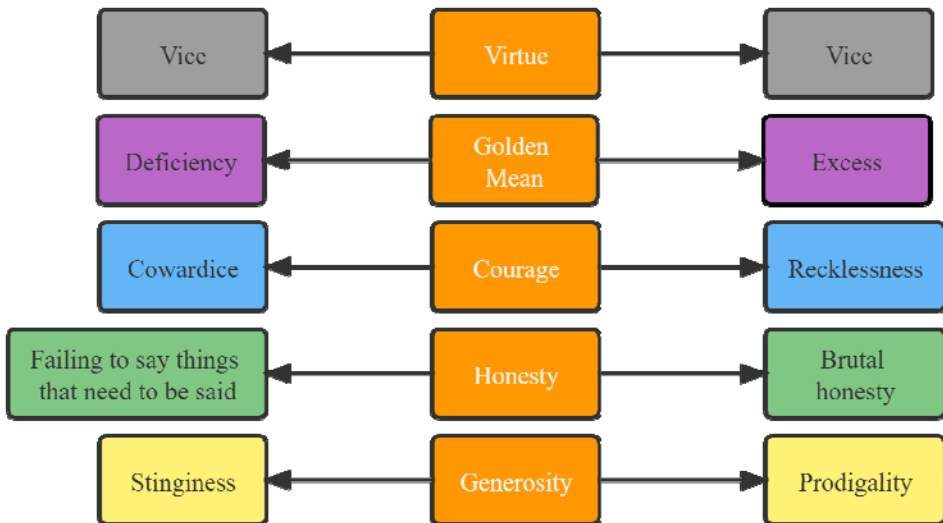 Vice
Virtue
Vice
Deficiency
Golden
Mean
Excess
Cowardice
Courage
Recklessness
Failing to say things
that need to be said
Honesty
Brutal
honesty
Stinginess
Generosity
Prodigality